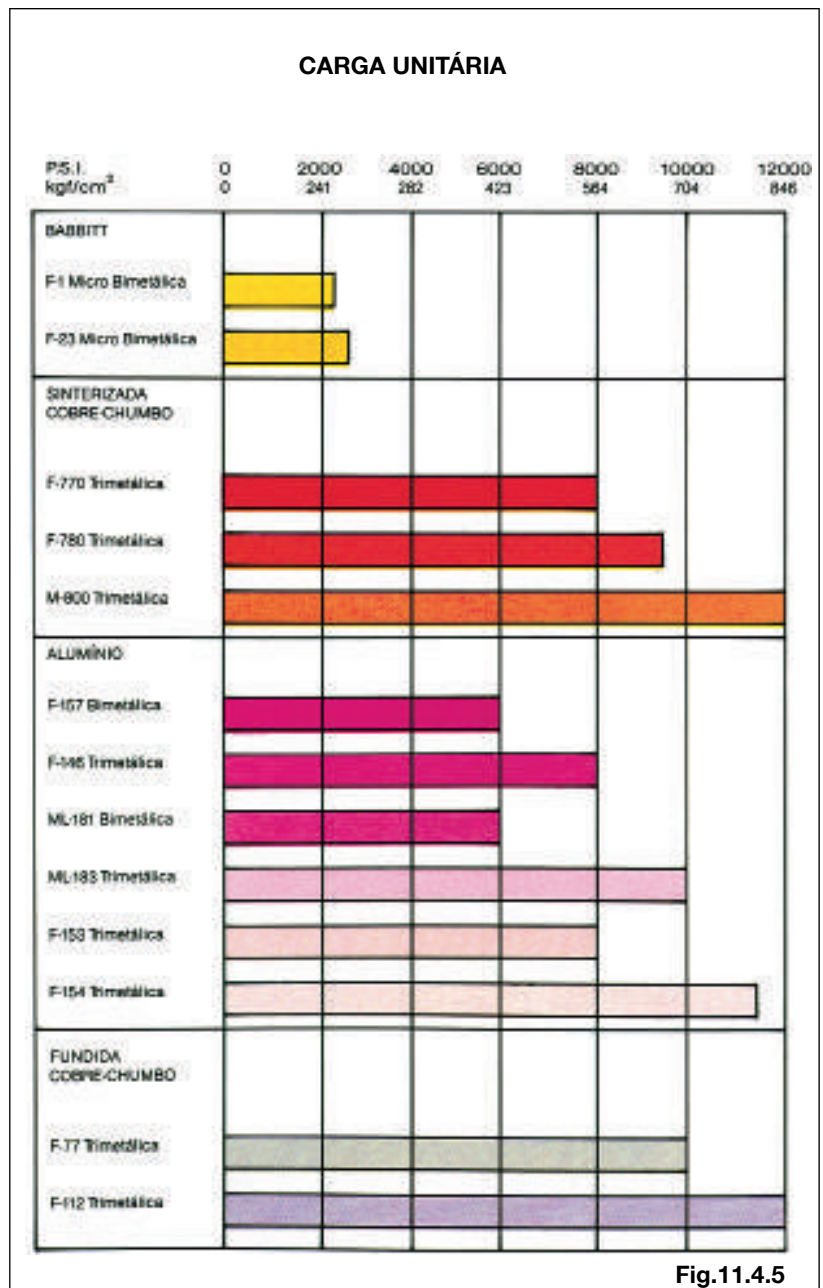 CARGA UNITÁRIA
P.S.I. 0 2000 4000 6000 8000 10000 12000
kgf/cm² 0 241 282 423 564 704 846
BABBITT
F-1 Micro Bimetálica
F-23 Micro Bimetálica
SINTERIZADA
COBRE-CHUMBO
F-770 Trimetálica
F-780 Trimetálica
M-800 Trimetálica
ALUMÍNIO
F-157 Bimetálica
F-146 Trimetálica
ML-181 Bimetálica
ML-183 Trimetálica
F-153 Trimetálica
F-154 Trimetálica
FUNDIDA
COBRE-CHUMBO
F-77 Trimetálica
F-112 Trimetálica
Fig.11.4.5